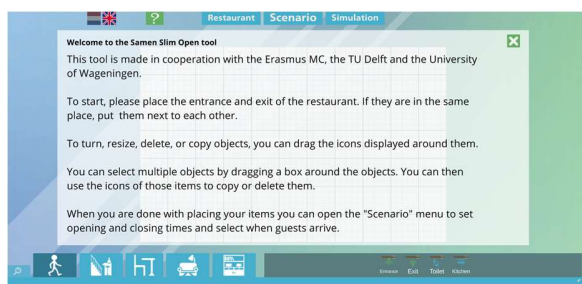 ?
Restaurant Scenario Simulation
Welcome to the Samen Slim Open tool
This tool is made in cooperation with the Erasmus MC, the TU Delft and the University
of Wageningen.
To start, please place the entrance and exit of the restaurant. If they are in the same
place, put them next to each other.
To turn, resize, delete, or copy objects, you can drag the icons displayed around them.
You can select multiple objects by dragging a box around the objects. You can then
use the icons of those items to copy or delete them.
When you are done with placing your items you can open the "Scenario" menu to set
opening and closing times and select when guests arrive.
Entrance Exit Toilet Kitchen